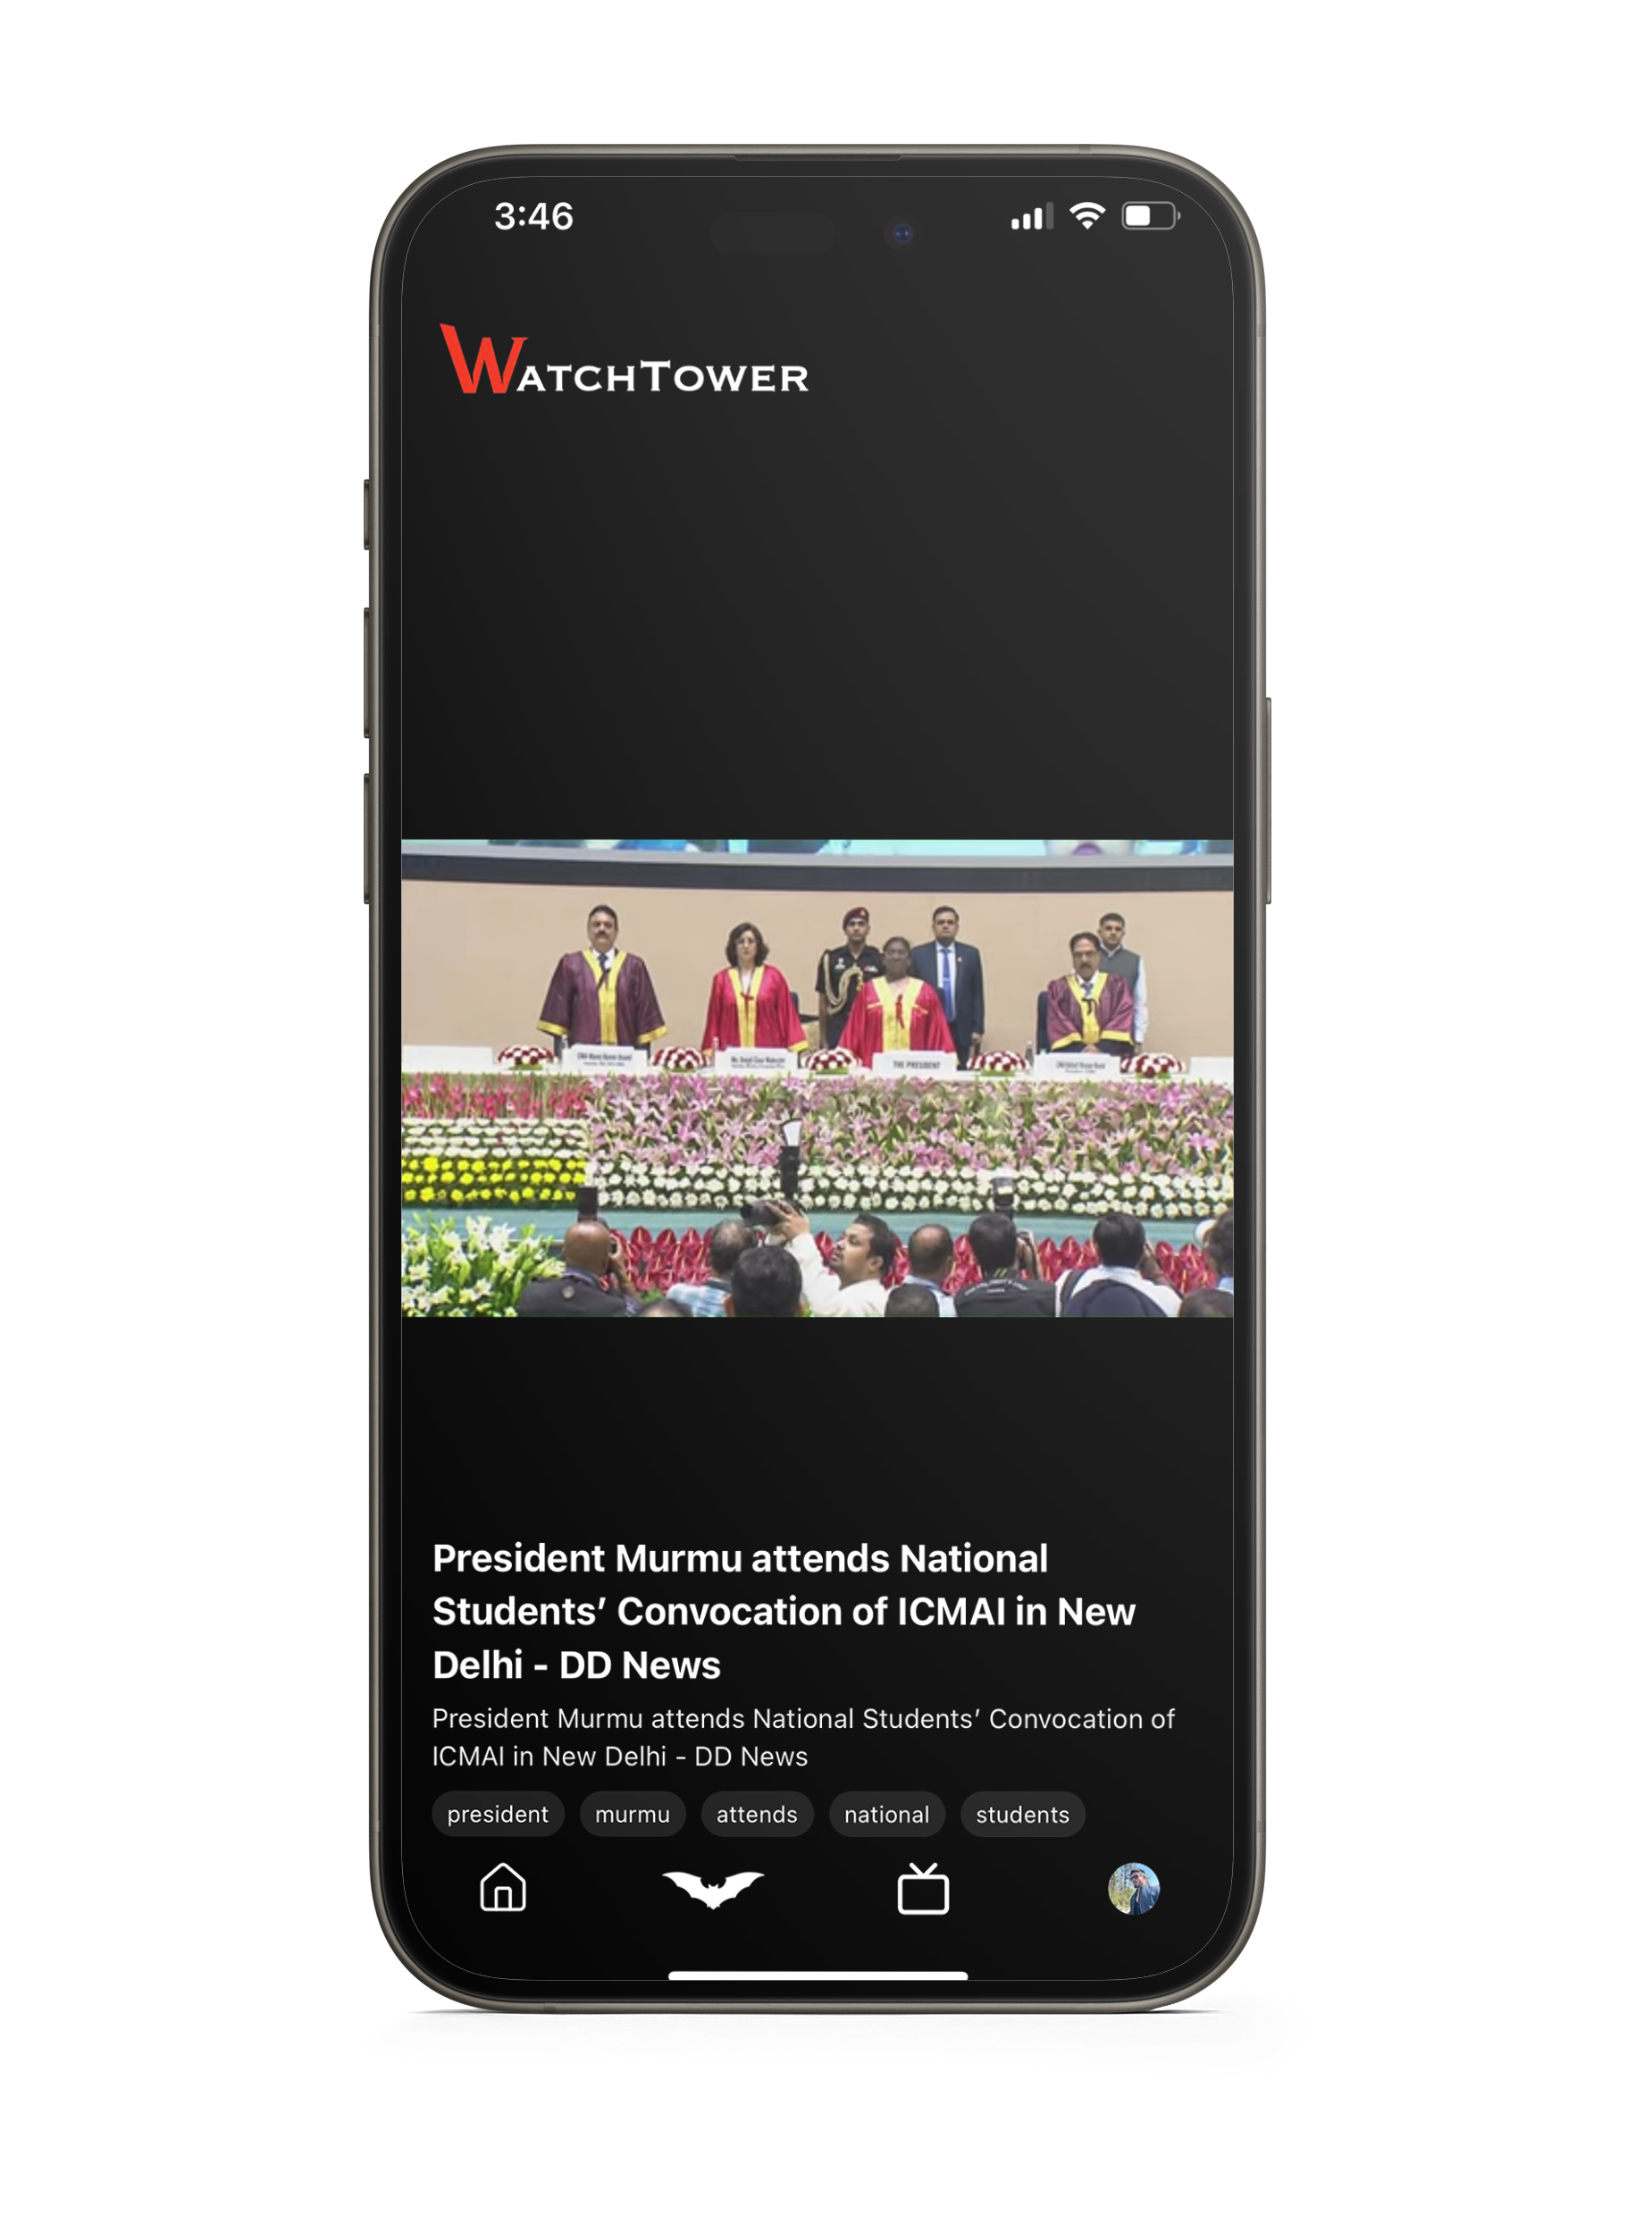 3:46
WATCHTOWER
THE PRESIDENT
President Murmu attends National
Students’ Convocation of ICMAI in New
Delhi - DD News
President Murmu attends National Students’ Convocation of
ICMAI in New Delhi - DD News
president murmu attends national students